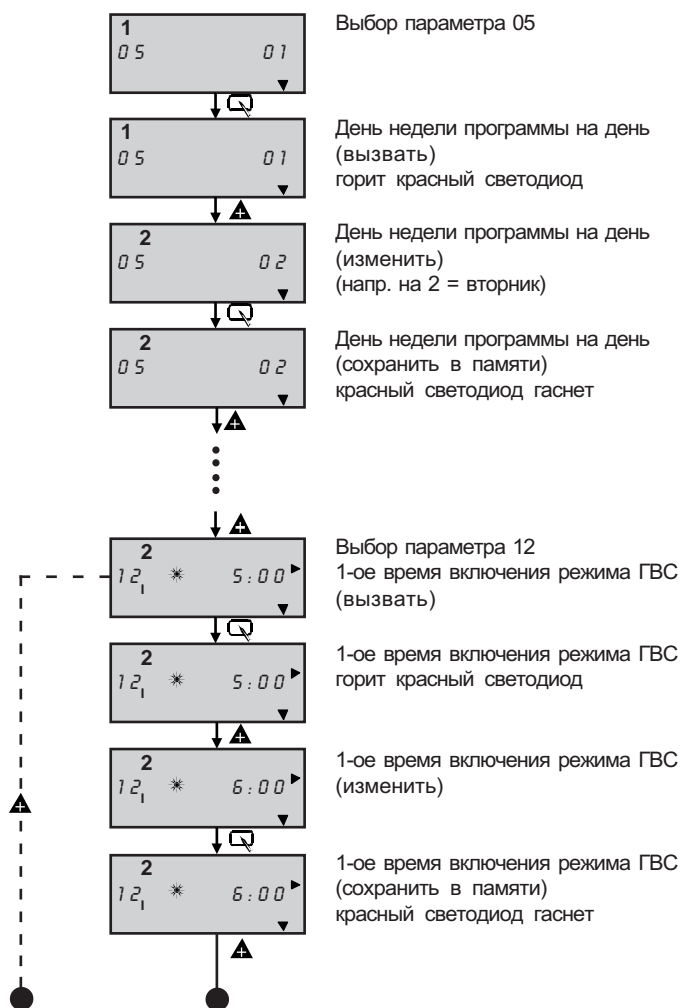 1
05 01
Выбор параметра 05
1
05 01
День недели программы на день
(вызвать)
горит красный светодиод
2
05 02
День недели программы на день
(изменить)
(напр. на 2 = вторник)
2
05 02
День недели программы на день
(сохранить в памяти)
красный светодиод гаснет
2
12 5:00
Выбор параметра 12
1-ое время включения режима ГВС
(вызвать)
2
12 5:00
1-ое время включения режима ГВС
горит красный светодиод
2
12 6:00
1-ое время включения режима ГВС
(изменить)
2
12 6:00
1-ое время включения режима ГВС
(сохранить в памяти)
красный светодиод гаснет